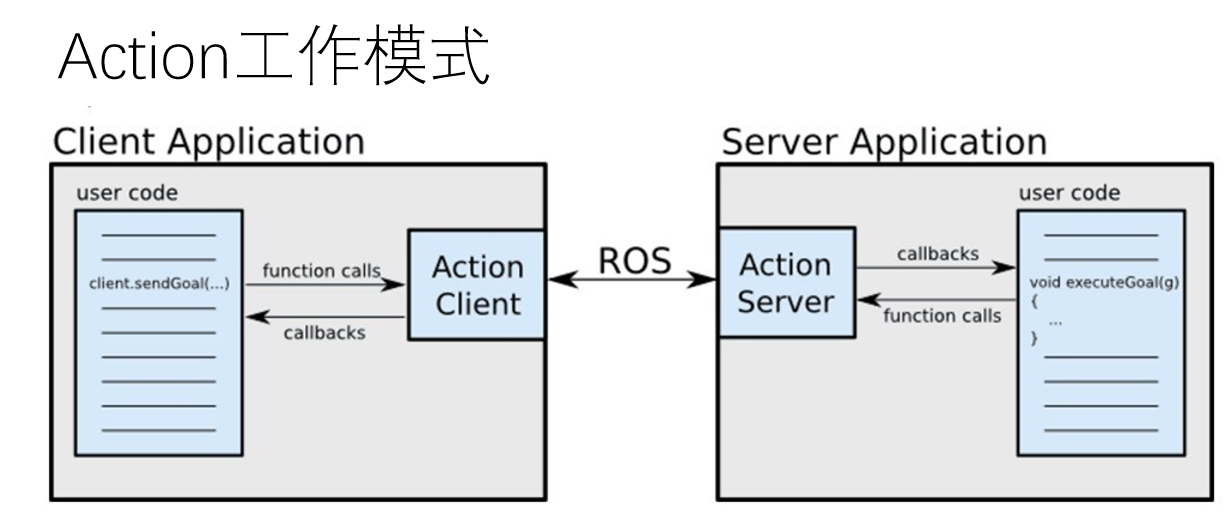 Action工作模式
Client Application
user code
client.sendGoal(...)
function calls
callbacks
Action
Client
ROS
Server Application
Action
Server
callbacks
function calls
user code
void executeGoal(g)
{
...
}